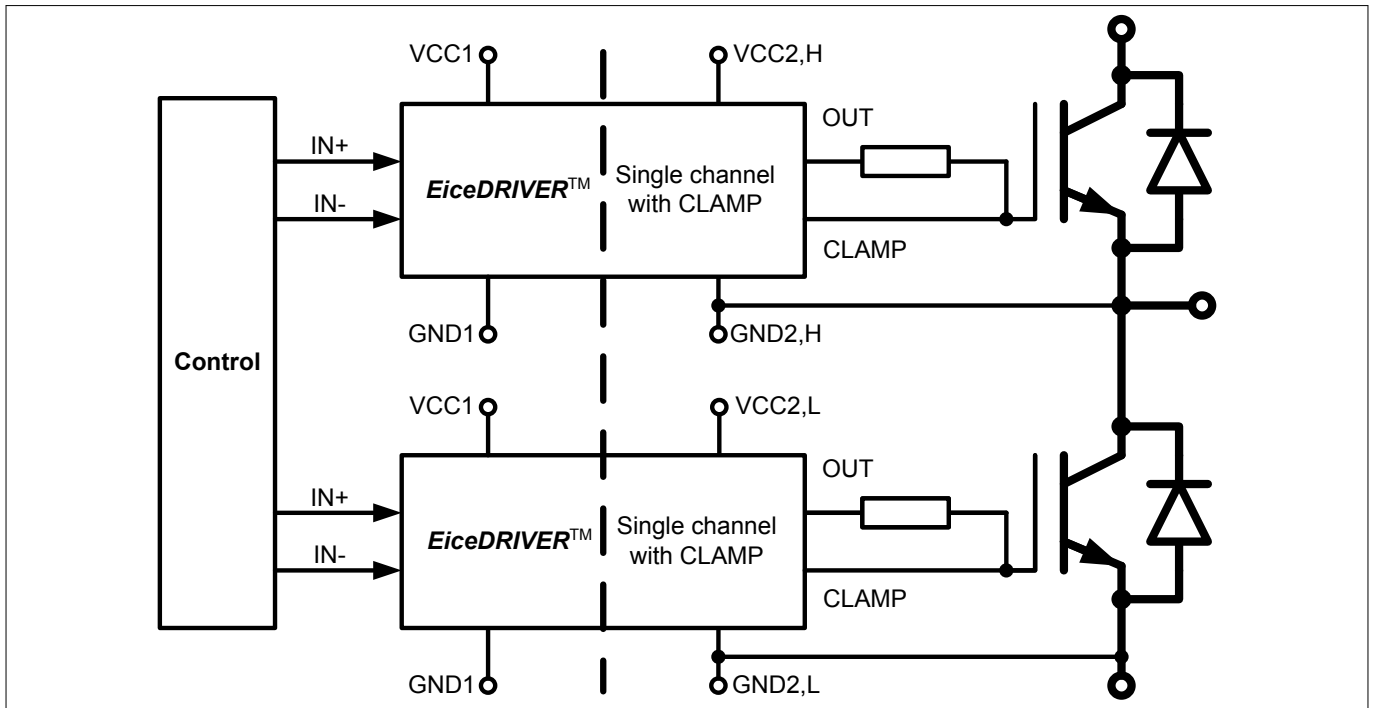 VCC1
VCC2,H
OUT
IN+
EiceDRIVER™
Single channel
with CLAMP
IN-
CLAMP
GND1
GND2,H
Control
VCC1
VCC2,L
OUT
IN+
EiceDRIVER™
Single channel
with CLAMP
IN-
CLAMP
GND1
GND2,L